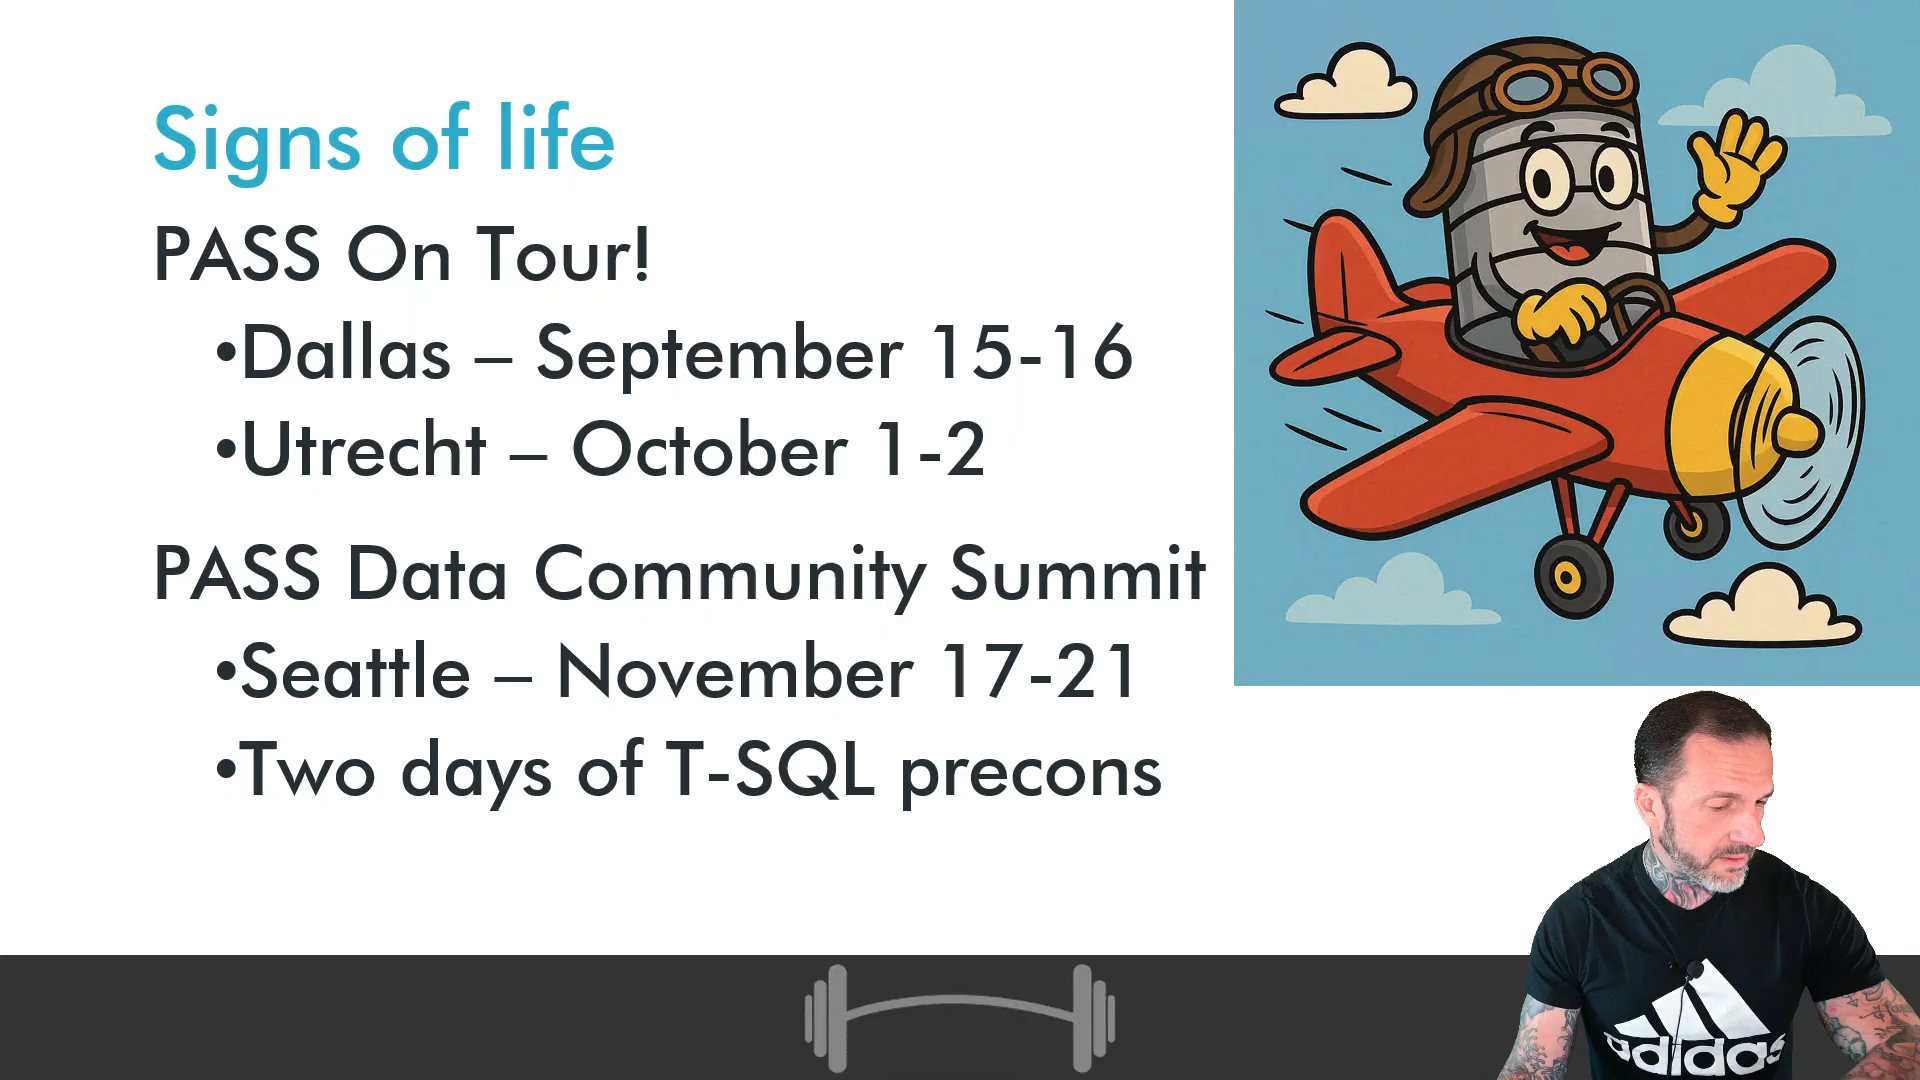 Signs of life
PASS On Tour!
•Dallas – September 15-16
•Utrecht – October 1-2
PASS Data Community Summit
•Seattle – November 17-21
•Two days of T-SQL precons
adidas